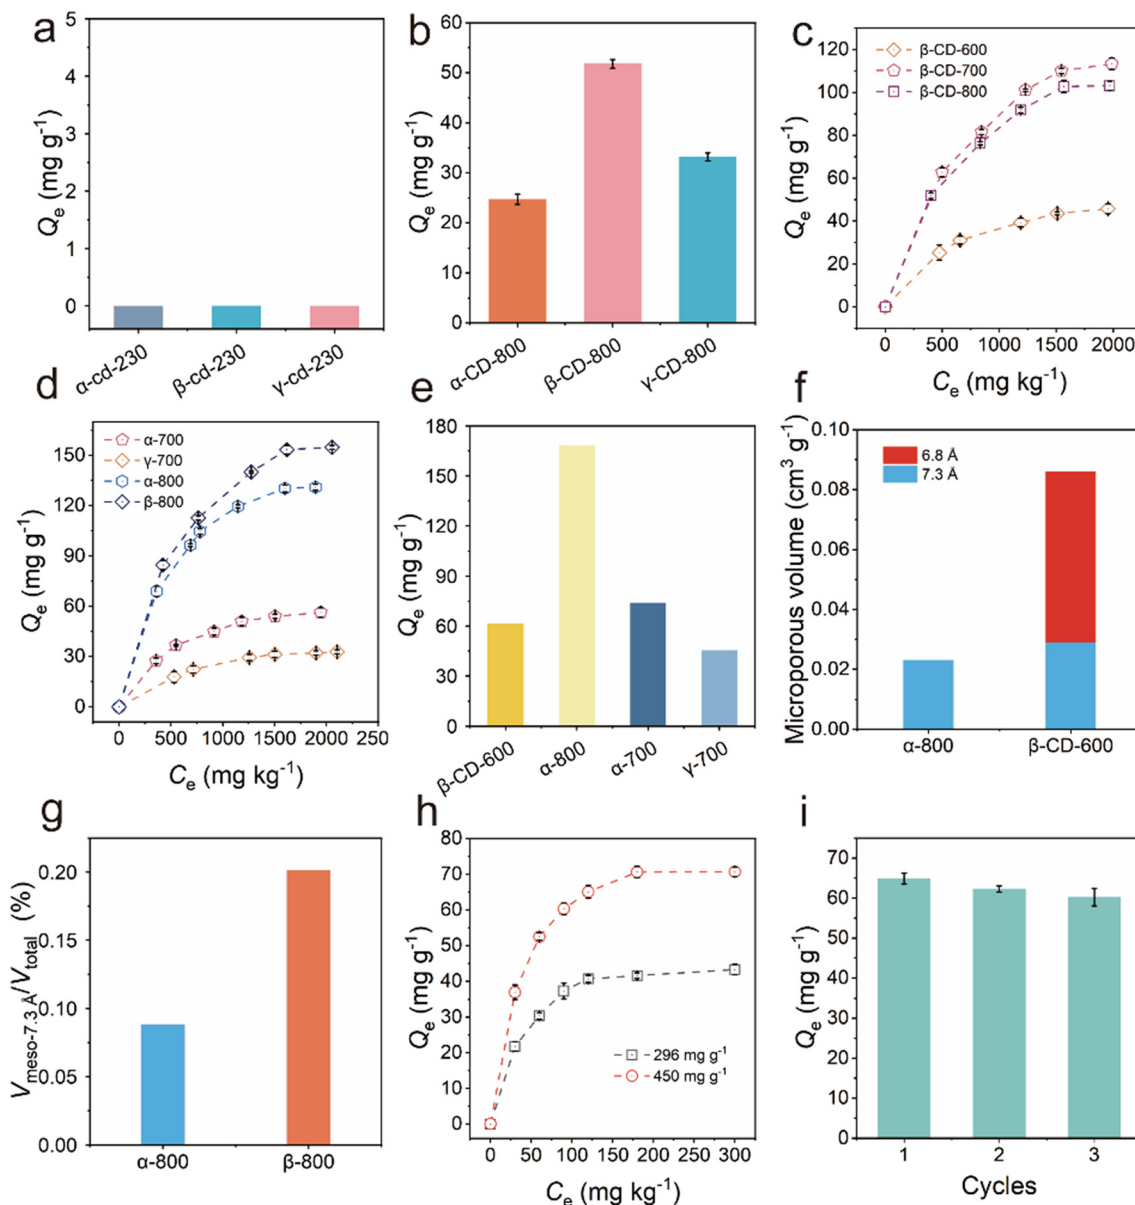 a
5
4
3
2
1
0
Qe (mg g⁻¹)
α-cd-230
β-cd-230
γ-cd-230
b
60
50
40
30
20
10
0
Qe (mg g⁻¹)
α-CD-800
β-CD-800
γ-CD-800
c
β-CD-600
β-CD-700
β-CD-800
120
100
80
60
40
20
0
Qe (mg g⁻¹)
0 500 1000 1500 2000
Ce (mg kg⁻¹)
d
α-700
γ-700
α-800
β-800
150
120
90
60
30
0
Qe (mg g⁻¹)
0 500 1000 1500 2000 250
Ce (mg kg⁻¹)
e
180
150
120
90
60
30
0
Qe (mg g⁻¹)
β-CD-600
α-800
α-700
γ-700
f
6.8 Å
7.3 Å
0.10
0.08
0.06
0.04
0.02
0.00
Microporous volume (cm³ g⁻¹)
α-800
β-CD-600
g
0.20
0.15
0.10
0.05
0.00
Vmeso-7.3 Å/Vtotal (%)
α-800
β-800
h
80
70
60
50
40
30
20
10
0
Qe (mg g⁻¹)
296 mg g⁻¹
450 mg g⁻¹
0 50 100 150 200 250 300
Ce (mg kg⁻¹)
i
70
60
50
40
30
20
10
0
Qe (mg g⁻¹)
1 2 3
Cycles